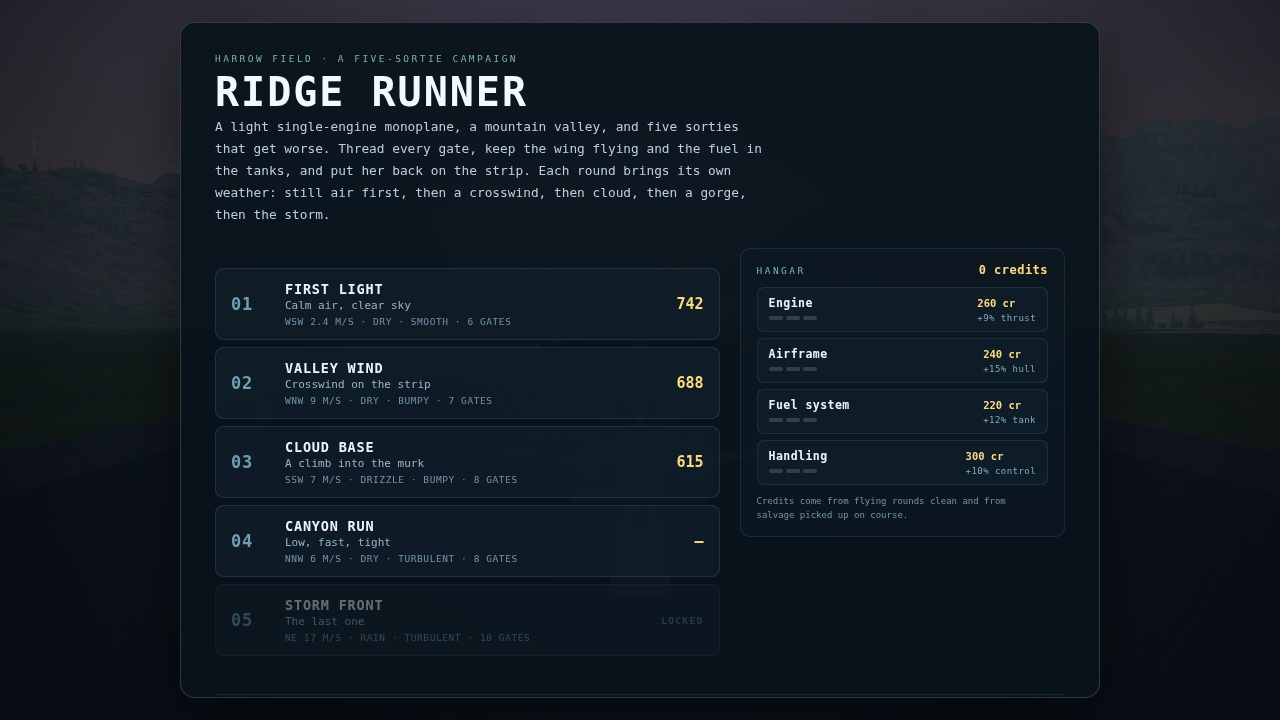 HARROW FIELD · A FIVE-SORTIE CAMPAIGN
RIDGE RUNNER
A light single-engine monoplane, a mountain valley, and five sorties
that get worse. Thread every gate, keep the wing flying and the fuel in
the tanks, and put her back on the strip. Each round brings its own
weather: still air first, then a crosswind, then cloud, then a gorge,
then the storm.
01
FIRST LIGHT
Calm air, clear sky
WSW 2.4 M/S · DRY · SMOOTH · 6 GATES
742
02
VALLEY WIND
Crosswind on the strip
WNW 9 M/S · DRY · BUMPY · 7 GATES
688
03
CLOUD BASE
A climb into the murk
SSW 7 M/S · DRIZZLE · BUMPY · 8 GATES
615
04
CANYON RUN
Low, fast, tight
NNW 6 M/S · DRY · TURBULENT · 8 GATES
—
05
STORM FRONT
The last one
NE 17 M/S · RAIN · TURBULENT · 10 GATES
LOCKED
HANGAR
0 credits
Engine
260 cr
+9% thrust
Airframe
240 cr
+15% hull
Fuel system
220 cr
+12% tank
Handling
300 cr
+10% control
Credits come from flying rounds clean and from
salvage picked up on course.